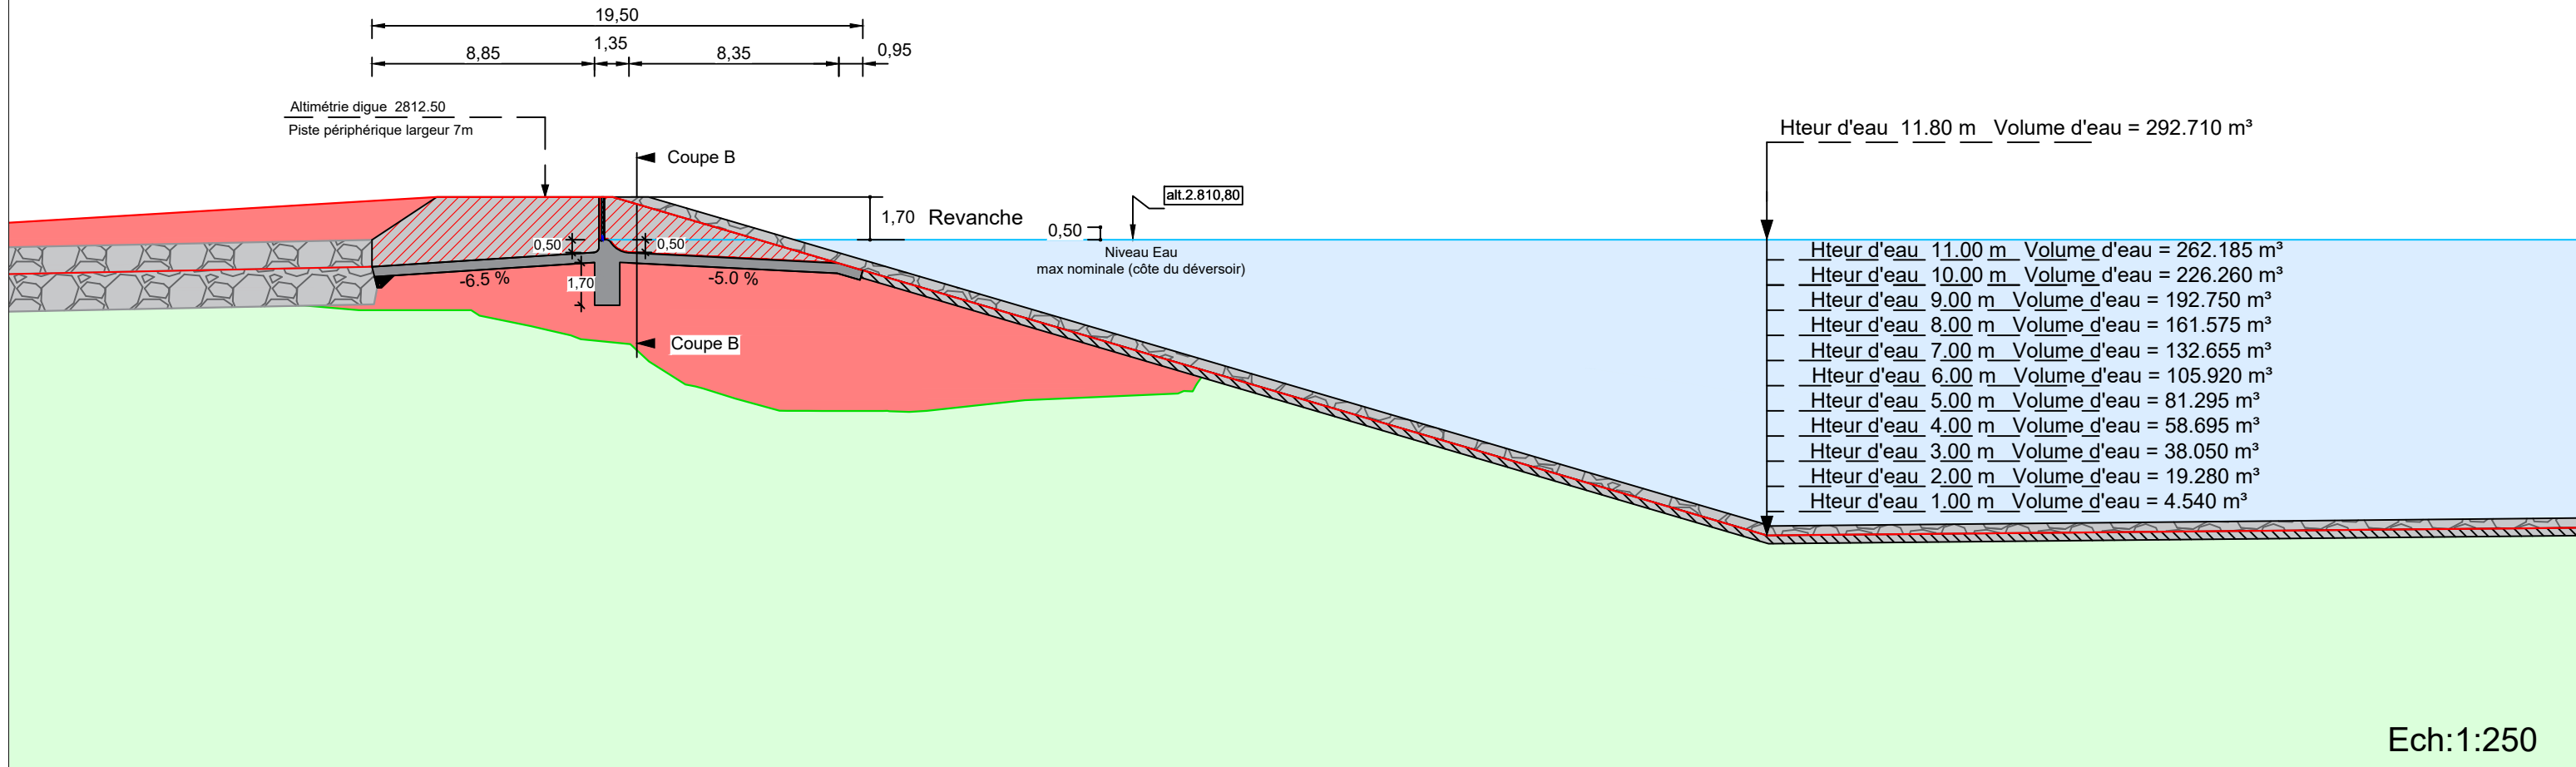 19,50
8,85
1,35
8,35
0,95
Altimétrie digue 2812.50
Piste périphérique largeur 7m
Coupe B
Hteur d'eau 11.80 m Volume d'eau = 292.710 m³
alt.2.810,80
1,70 Revanche
0,50
0,50
0,50
Niveau Eau
max nominale (côte du déversoir)
-6.5 %
1,70
-5.0 %
Coupe B
Hteur d'eau 11.00 m Volume d'eau = 262.185 m³
Hteur d'eau 10.00 m Volume d'eau = 226.260 m³
Hteur d'eau 9.00 m Volume d'eau = 192.750 m³
Hteur d'eau 8.00 m Volume d'eau = 161.575 m³
Hteur d'eau 7.00 m Volume d'eau = 132.655 m³
Hteur d'eau 6.00 m Volume d'eau = 105.920 m³
Hteur d'eau 5.00 m Volume d'eau = 81.295 m³
Hteur d'eau 4.00 m Volume d'eau = 58.695 m³
Hteur d'eau 3.00 m Volume d'eau = 38.050 m³
Hteur d'eau 2.00 m Volume d'eau = 19.280 m³
Hteur d'eau 1.00 m Volume d'eau = 4.540 m³
Ech:1:250